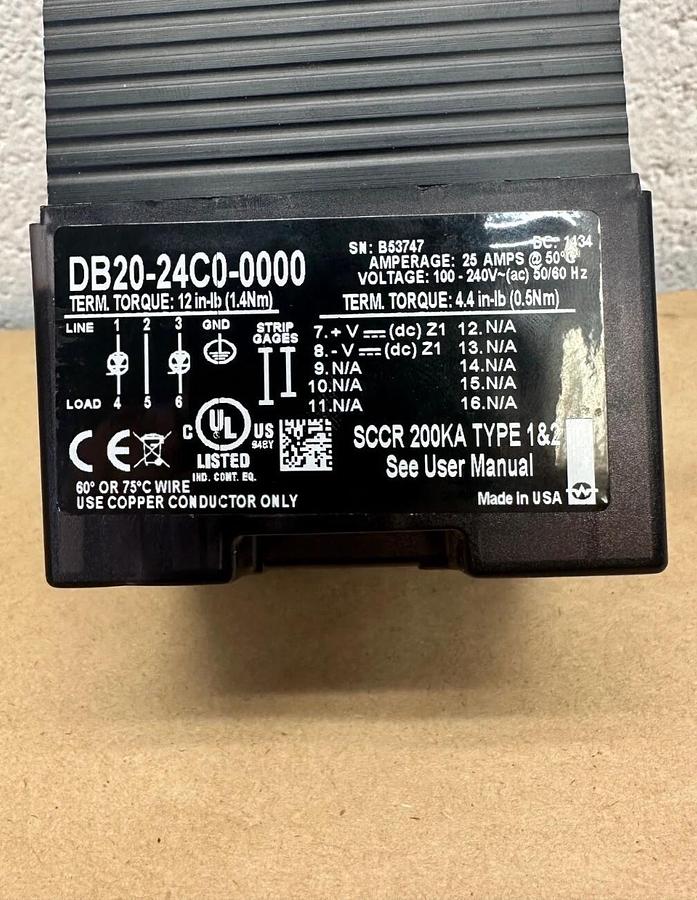 DB20-24C0-0000
SN: B53747
DC: 1434
AMPERAGE: 25 AMPS @ 50°
VOLTAGE: 100 - 240V~(ac) 50/60 Hz
TERM. TORQUE: 12 in-lb (1.4Nm)
TERM. TORQUE: 4.4 in-lb (0.5Nm)
LINE 1 2 3 GND
LOAD 4 5 6
STRIP
GAGES
7. + V (dc) Z1 12. N/A
8. - V (dc) Z1 13. N/A
9. N/A 14. N/A
10. N/A 15. N/A
11. N/A 16. N/A
CE
C UL US
94EY
LISTED
IND. CONT. EQ.
SCCR 200KA TYPE 1&2
See User Manual
60° OR 75°C WIRE
USE COPPER CONDUCTOR ONLY
Made in USA